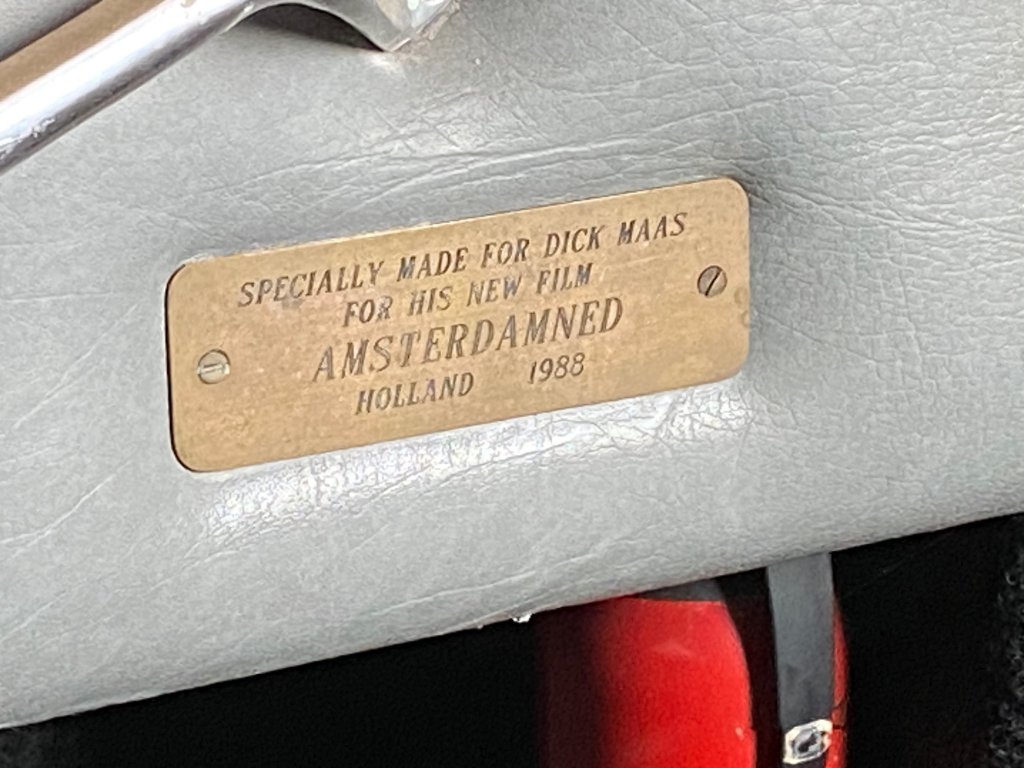 SPECIALLY MADE FOR DICK MAAS
FOR HIS NEW FILM
AMSTERDAMNED
HOLLAND 1988